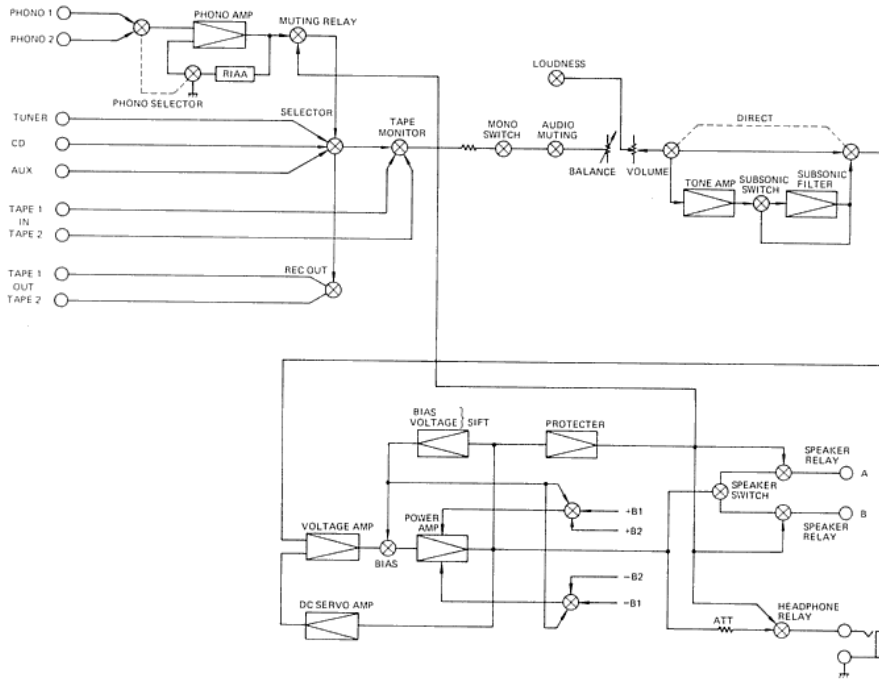 PHONO 1
PHONO 2
PHONO AMP
MUTING RELAY
RIAA
PHONO SELECTOR
TUNER
CD
AUX
SELECTOR
TAPE
MONITOR
TAPE 1
IN
TAPE 2
TAPE 1
OUT
TAPE 2
REC OUT
LOUDNESS
MONO
SWITCH
AUDIO
MUTING
BALANCE
VOLUME
DIRECT
TONE AMP
SUBSONIC
SWITCH
SUBSONIC
FILTER
BIAS
VOLTAGE } SIFT
PROTECTER
SPEAKER
RELAY
A
SPEAKER
SWITCH
B
SPEAKER
RELAY
+B1
+B2
VOLTAGE AMP
POWER
AMP
BIAS
−B2
−B1
DC SERVO AMP
ATT
HEADPHONE
RELAY